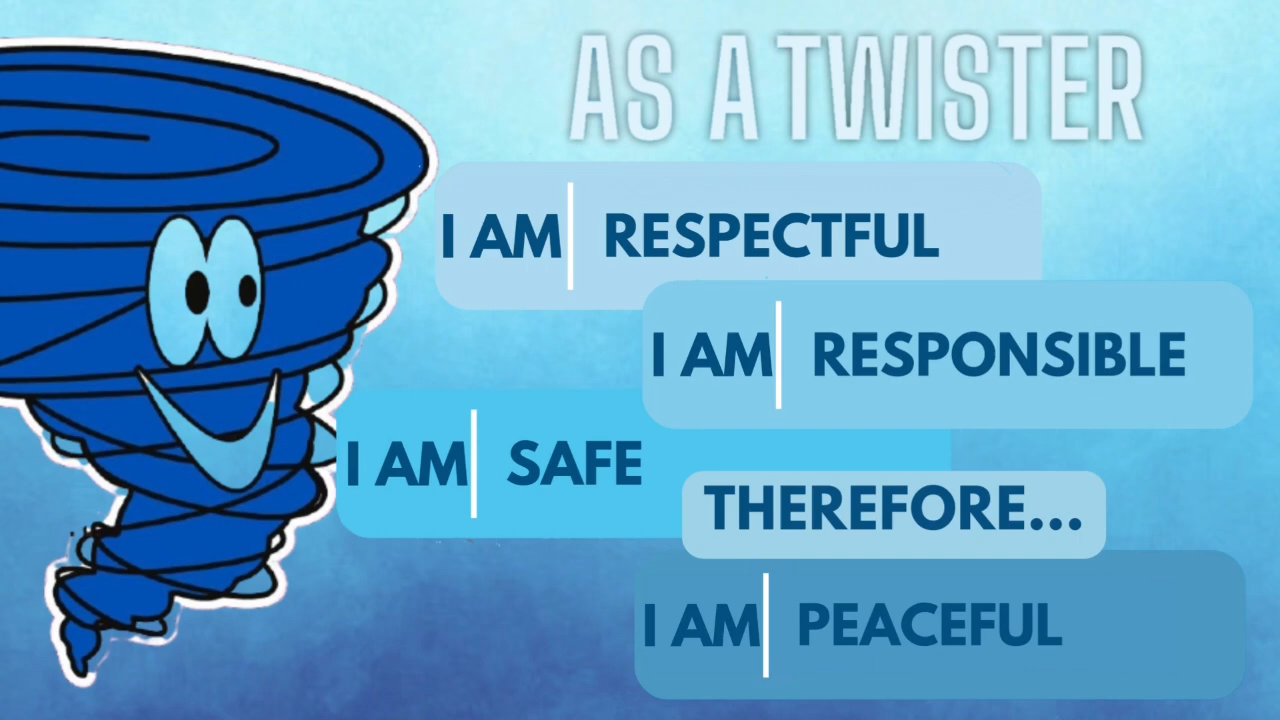 AS A TWISTER
I AM RESPECTFUL
I AM RESPONSIBLE
I AM SAFE
THEREFORE...
I AM PEACEFUL